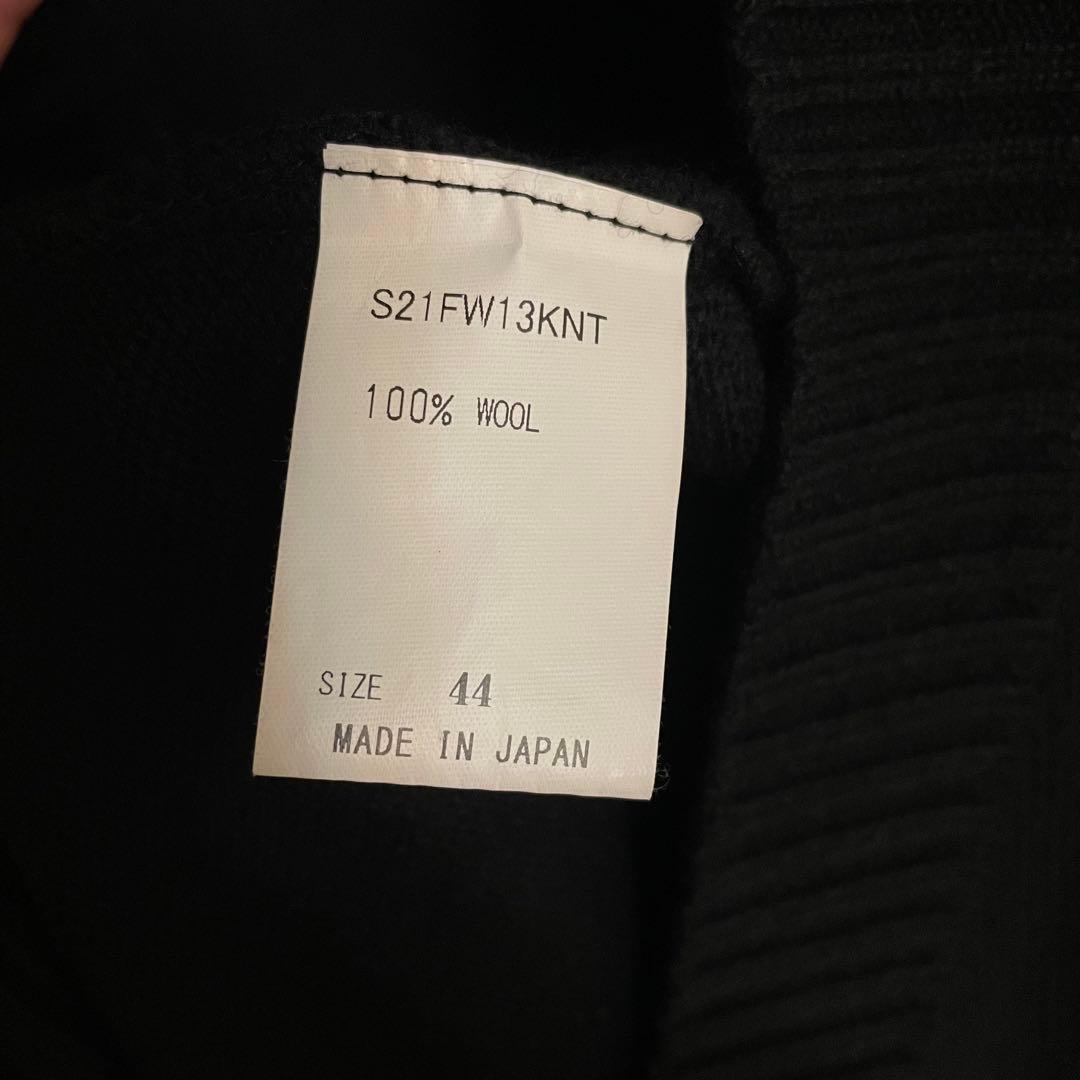 S21FW13KNT
100% WOOL
SIZE 44
MADE IN JAPAN